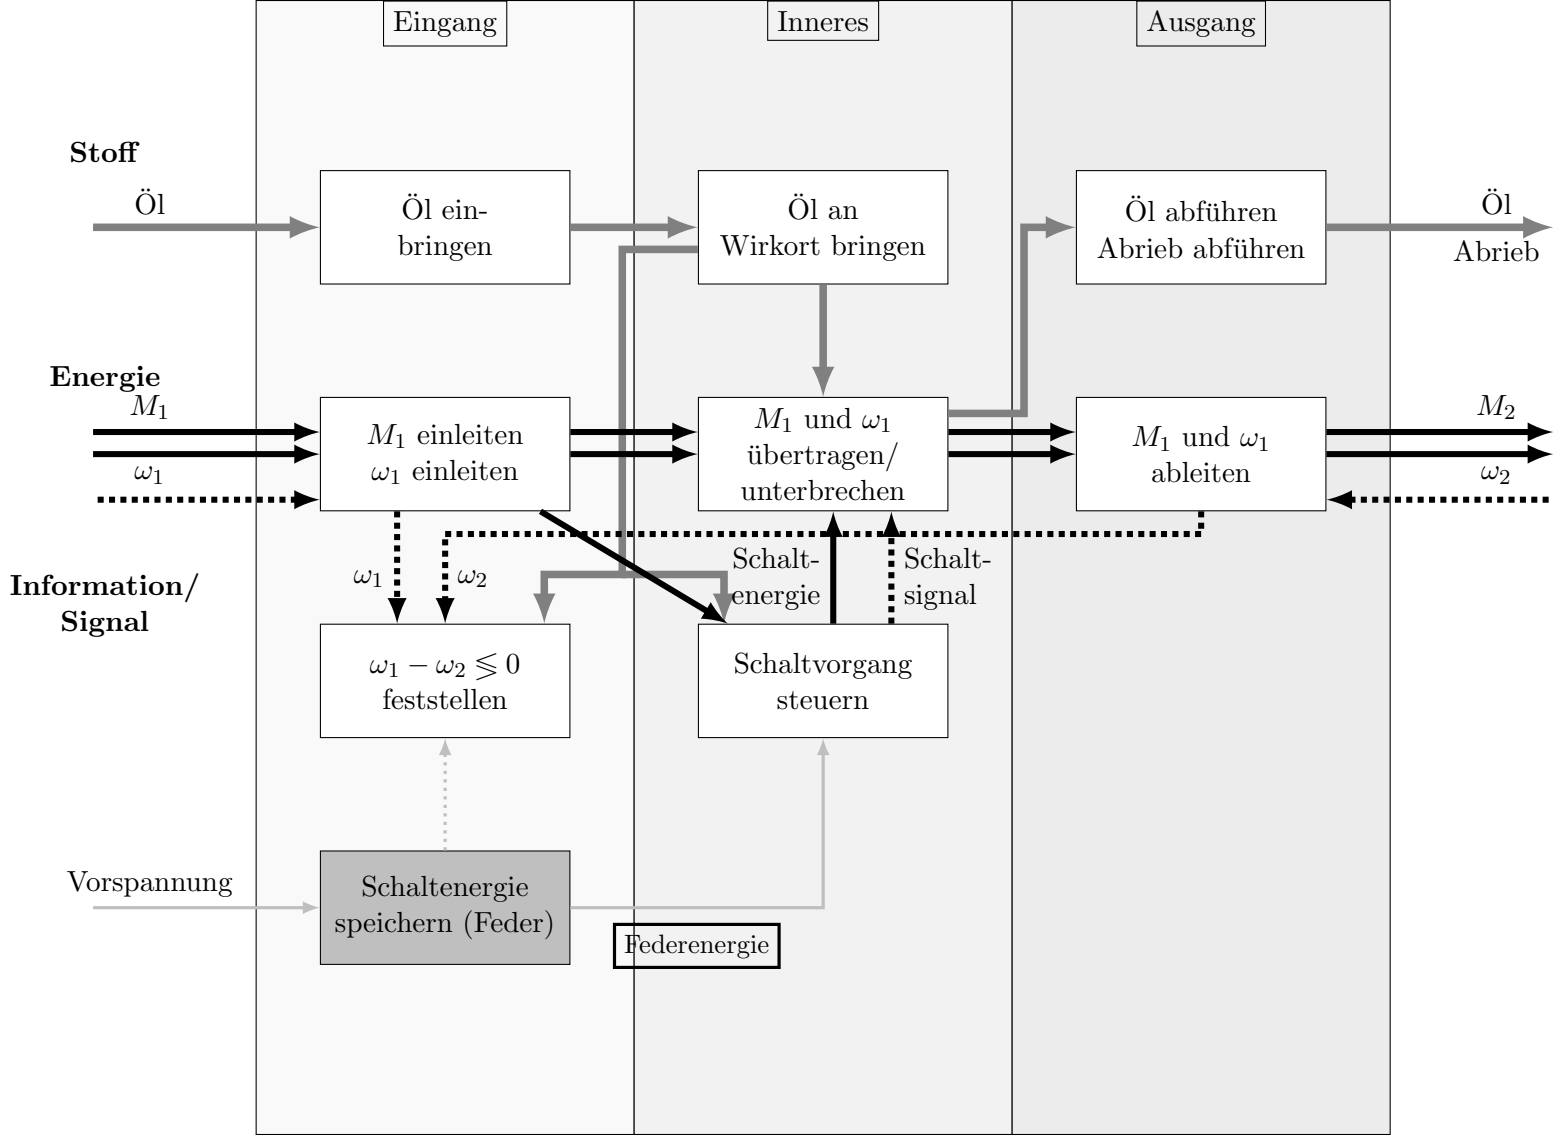 Eingang
Inneres
Ausgang
Stoff
Öl
Öl ein-
bringen
Öl an
Wirkort bringen
Öl abführen
Abrieb abführen
Öl
Abrieb
Energie
M₁
ω₁
M₁ einleiten
ω₁ einleiten
M₁ und ω₁
übertragen/
unterbrechen
M₁ und ω₁
ableiten
M₂
ω₂
Information/
Signal
ω₁
ω₂
Schalt-
energie
Schalt-
signal
ω₁ − ω₂ ≶ 0
feststellen
Schaltvorgang
steuern
Vorspannung
Schaltenergie
speichern (Feder)
Federenergie